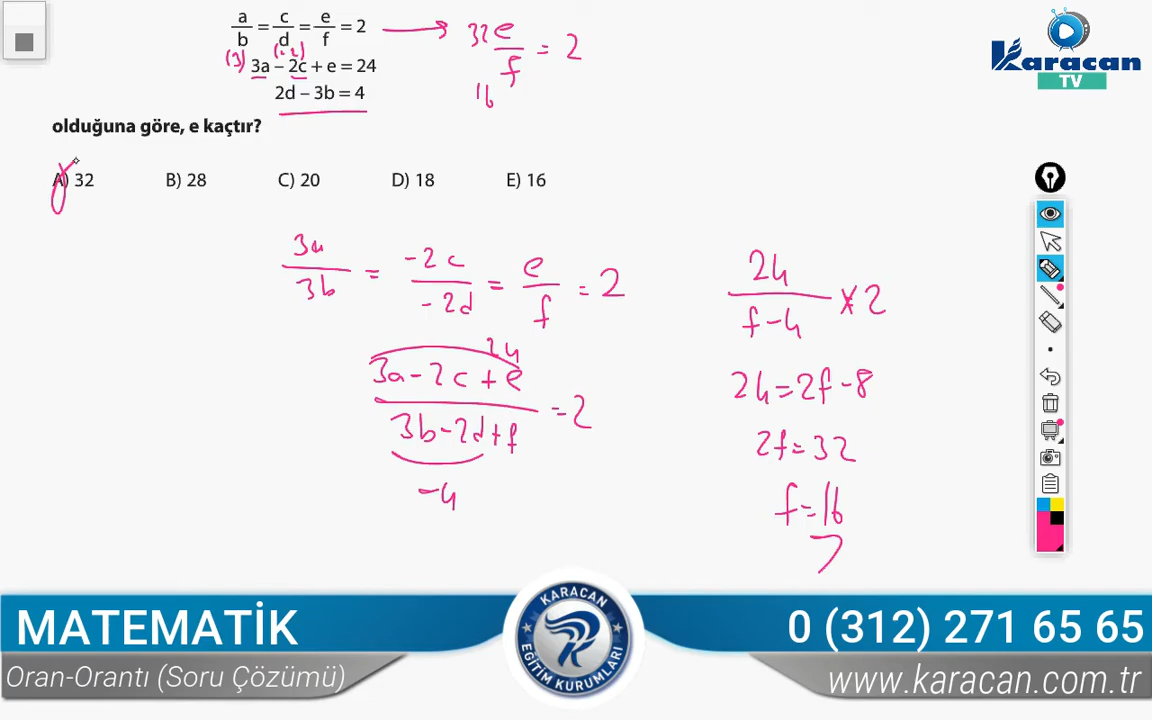 a/b = c/d = e/f = 2
32 e/f = 2
16
(3) (-2)
3a – 2c + e = 24
2d – 3b = 4
olduğuna göre, e kaçtır?
A) 32 B) 28 C) 20 D) 18 E) 16
3a/3b = -2c/-2d = e/f = 2
24
(3a-2c+e)/(3b-2d+f) = 2
-4
24/(f-4) = 2
24=2f-8
2f=32
f=16
Karacan
TV
MATEMATİK
Oran-Orantı (Soru Çözümü)
KARACAN
EĞİTİM KURUMLARI
0 (312) 271 65 65
www.karacan.com.tr